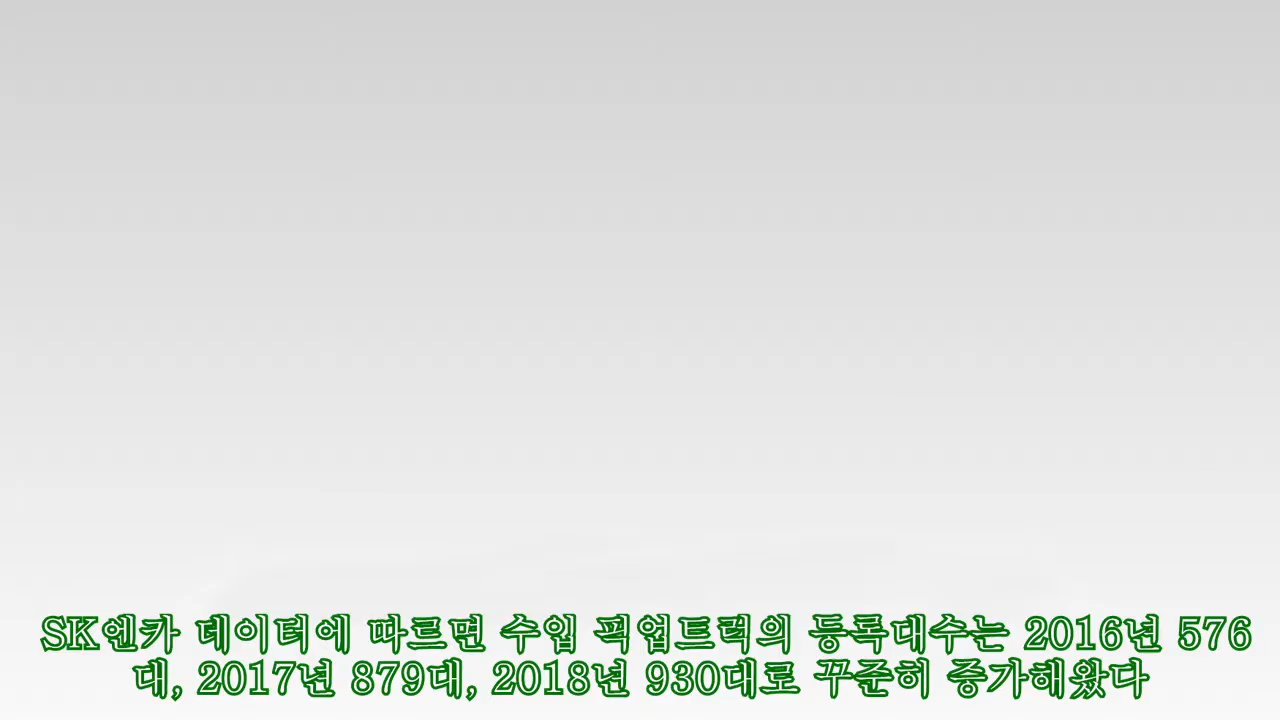 SK엔카 데이터에 따르면 수입 픽업트럭의 등록대수는 2016년 576
대, 2017년 879대, 2018년 930대로 꾸준히 증가해왔다